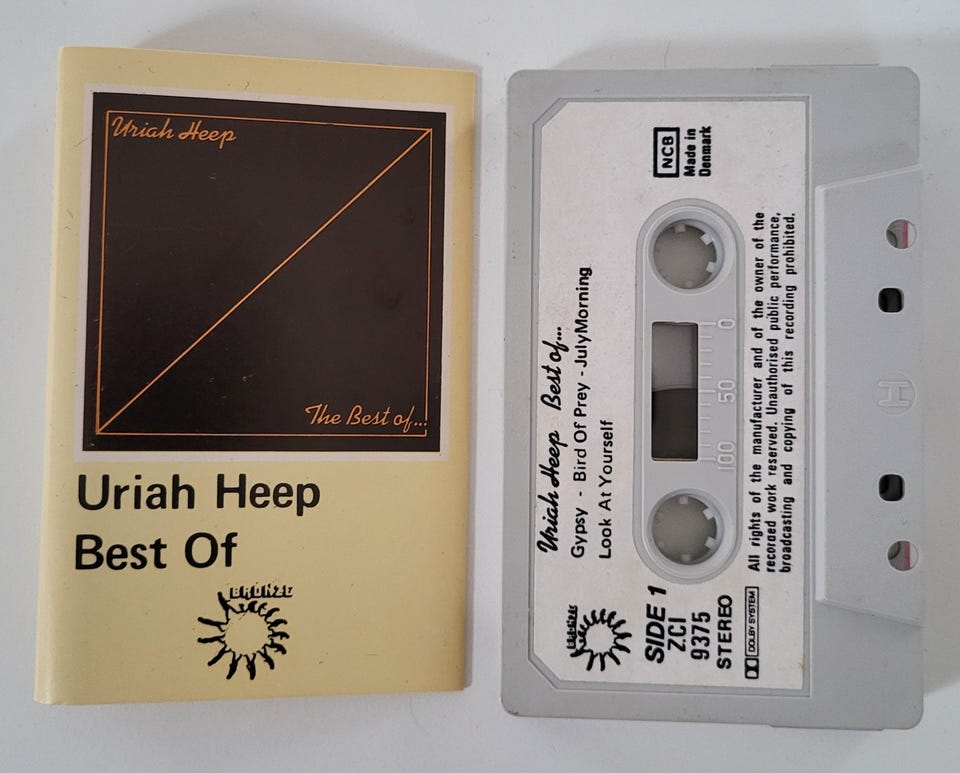 Uriah Heep
The Best of...
Uriah Heep
Best Of
BRONZE
NCB
Made in
Denmark
Uriah Heep Best of...
Gypsy - Bird Of Prey - July Morning
Look At Yourself
0
50
100
BRONZE
SIDE 1
ZCI
9375
STEREO
DOLBY SYSTEM
All rights of the manufacturer and of the owner of the
recorded work reserved. Unauthorised public performance,
broadcasting and copying of this recording prohibited.
H